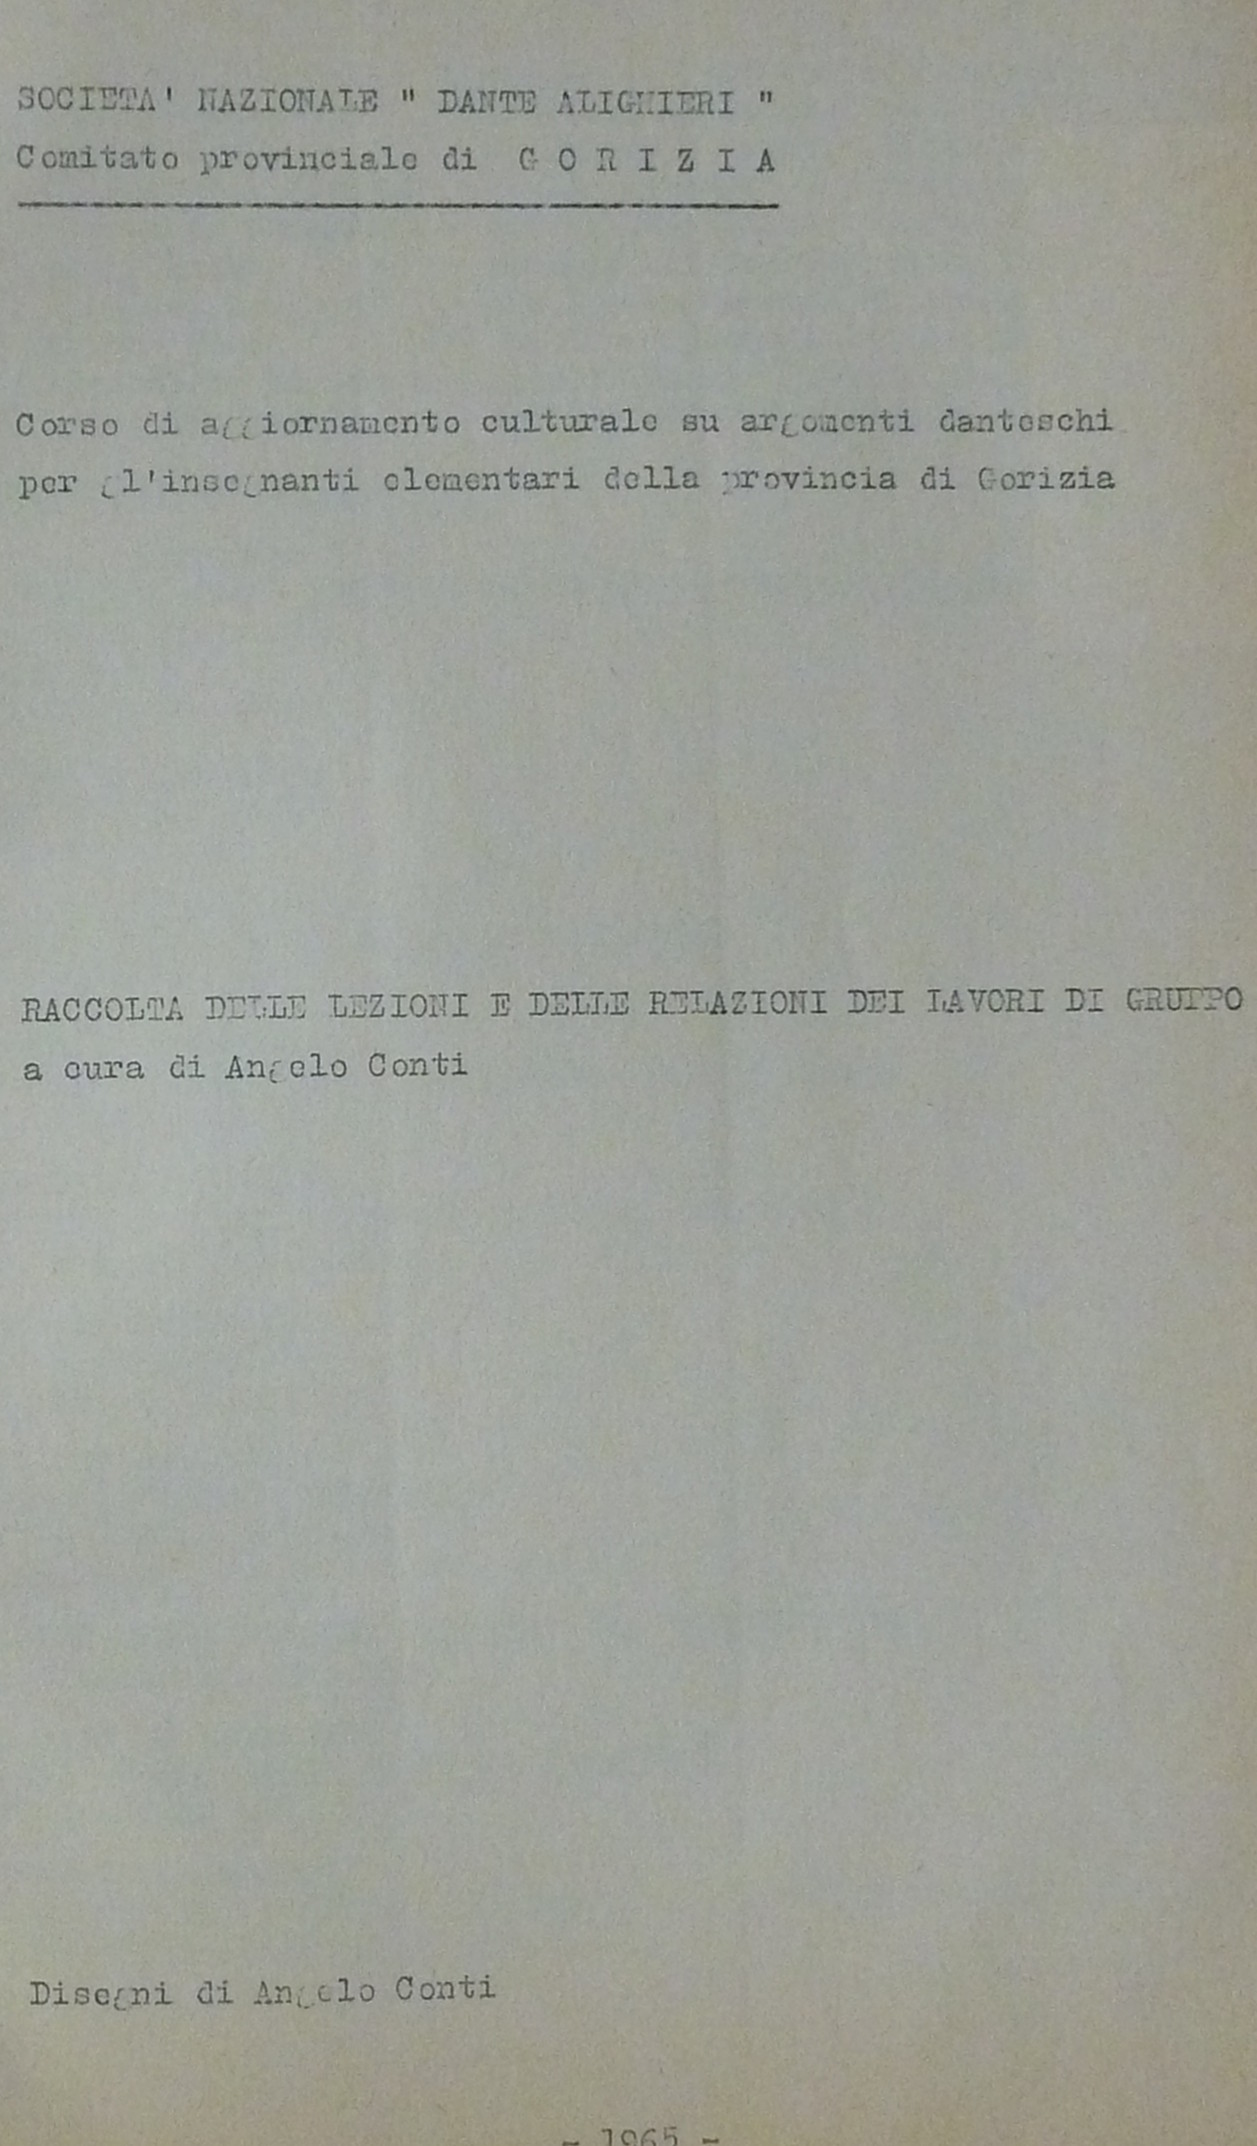 SOCIETA' NAZIONALE " DANTE ALIGHIERI "
Comitato provinciale di G O R I Z I A
Corso di aggiornamento culturale su argomenti danteschi
per gl'insegnanti elementari della provincia di Gorizia
RACCOLTA DELLE LEZIONI E DELLE RELAZIONI DEI LAVORI DI GRUPPO
a cura di Angelo Conti
Disegni di Angelo Conti
- 1965 -